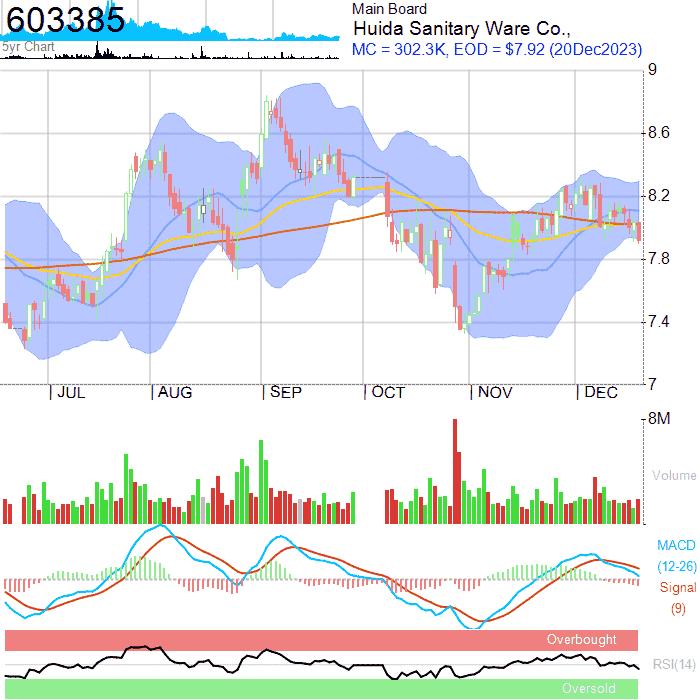 603385
Main Board
Huida Sanitary Ware Co.,
5yr Chart
MC = 302.3K, EOD = $7.92 (20Dec2023)
9
8.6
8.2
7.8
7.4
7
JUL AUG SEP OCT NOV DEC
8M
Volume
MACD
(12-26)
Signal
(9)
Overbought
RSI(14)
Oversold